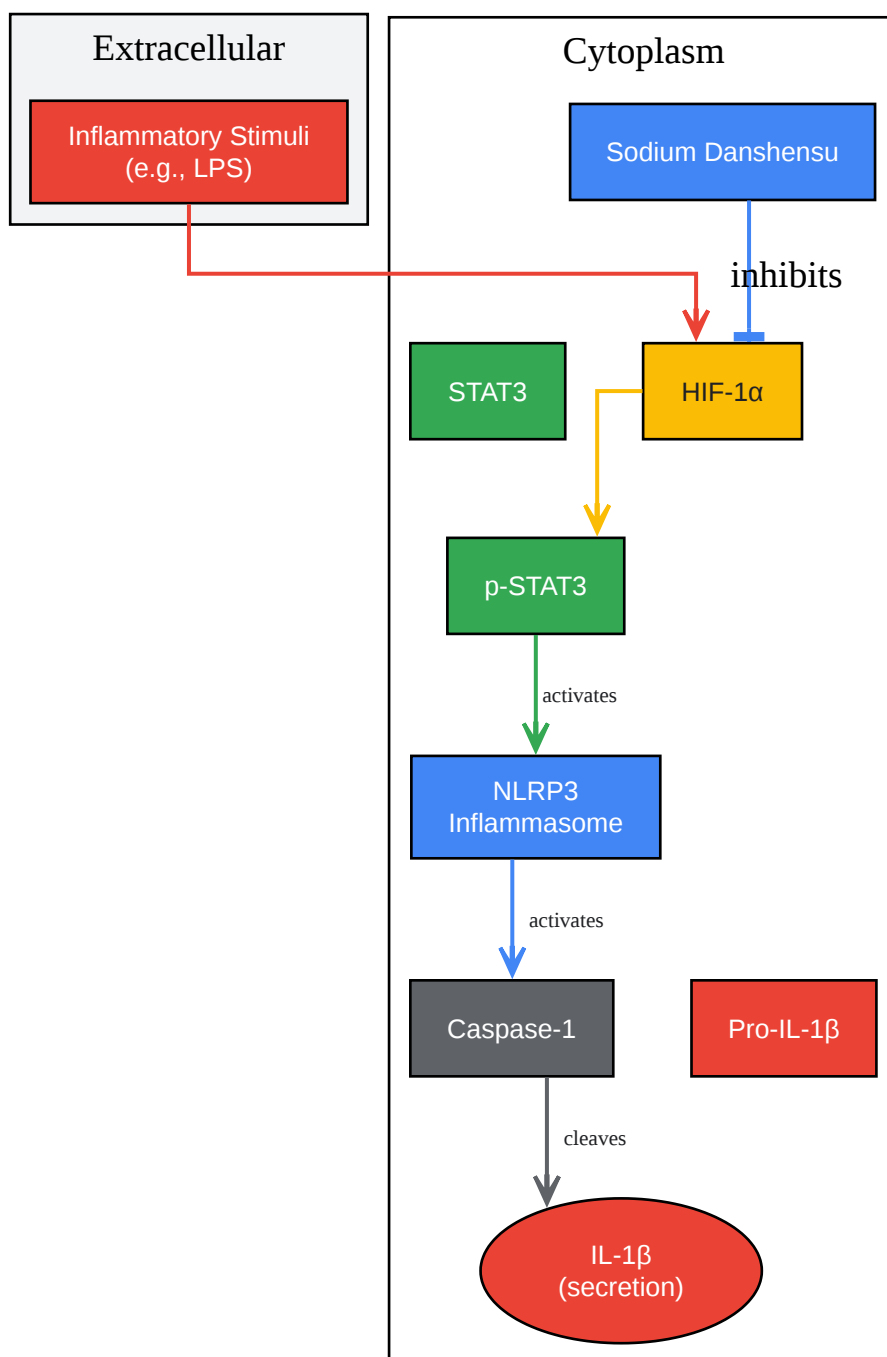 Extracellular
Cytoplasm
Inflammatory Stimuli
(e.g., LPS)
Sodium Danshensu
inhibits
STAT3
HIF-1α
p-STAT3
activates
NLRP3
Inflammasome
activates
Caspase-1
Pro-IL-1β
cleaves
IL-1β
(secretion)